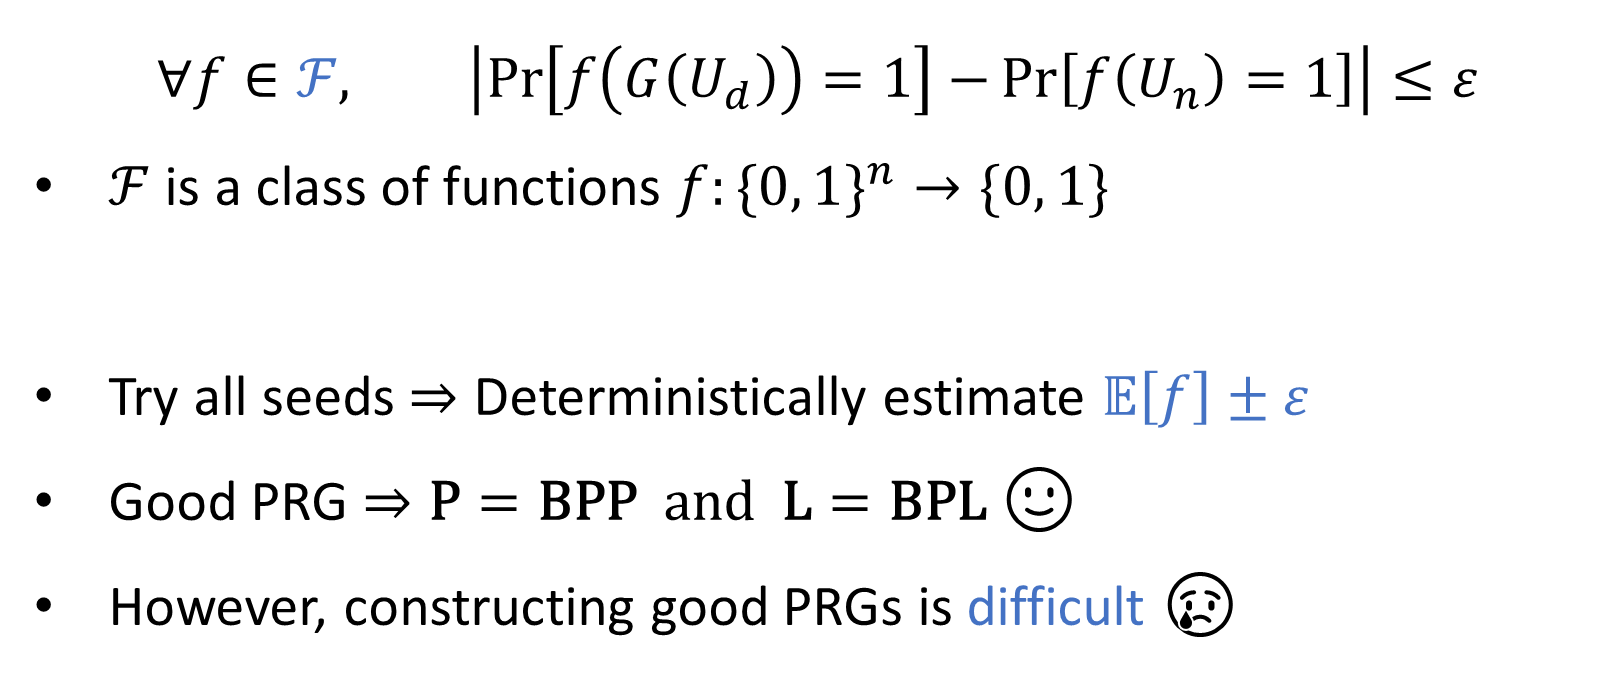 ∀f ∈ ℱ, |Pr[f(G(U_d)) = 1] − Pr[f(U_n) = 1]| ≤ ε
• ℱ is a class of functions f: {0, 1}ⁿ → {0, 1}
• Try all seeds ⇒ Deterministically estimate 𝔼[f] ± ε
• Good PRG ⇒ P = BPP and L = BPL
• However, constructing good PRGs is difficult